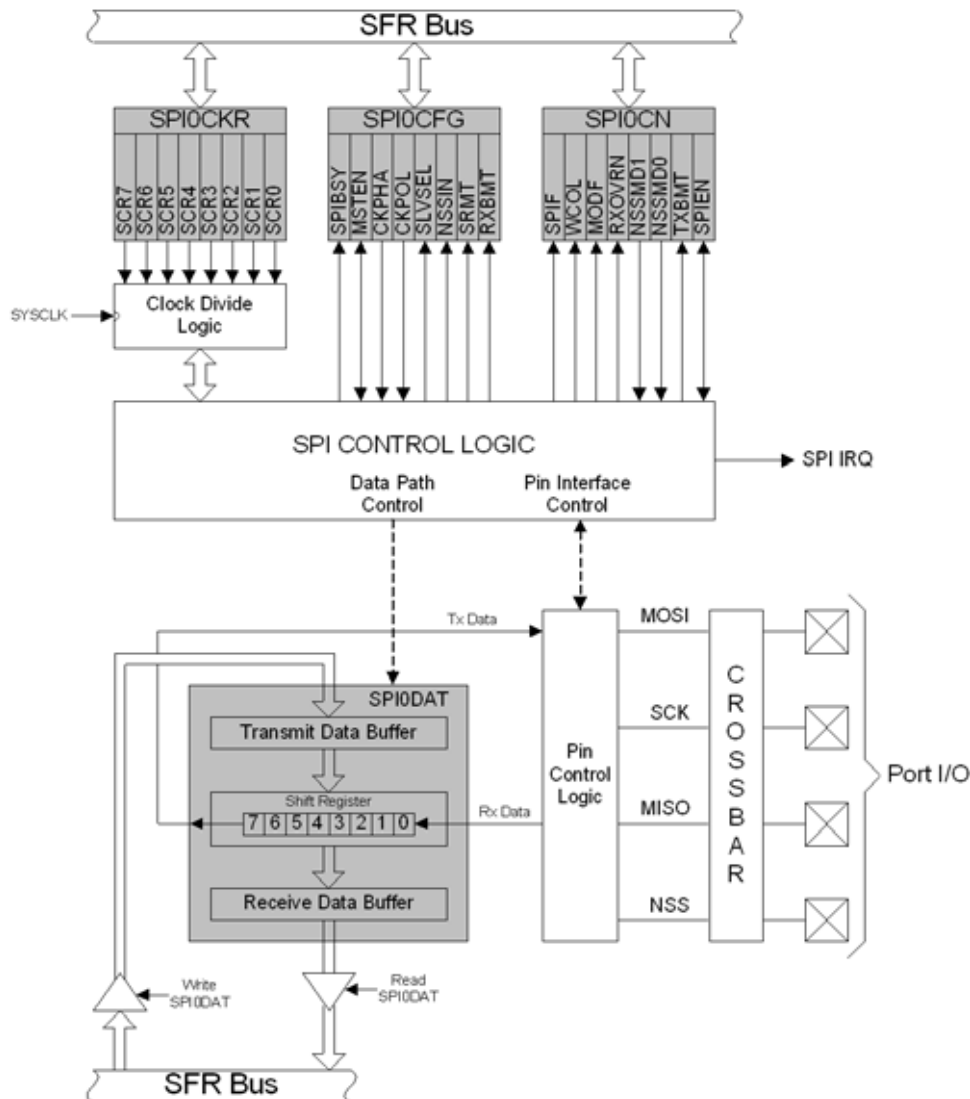 SFR Bus
SPI0CKR
SPI0CFG
SPI0CN
SCR7
SCR6
SCR5
SCR4
SCR3
SCR2
SCR1
SCR0
SPIBSY
MSTEN
CKPHA
CKPOL
SLVSEL
NSSIN
SRMT
RXBMT
SPIF
WCOL
MODF
RXOVRN
NSSMD1
NSSMD0
TXBMT
SPIEN
SYSCLK
Clock Divide
Logic
SPI CONTROL LOGIC
SPI IRQ
Data Path
Control
Pin Interface
Control
Tx Data
MOSI
SPI0DAT
Transmit Data Buffer
SCK
Shift Register
7 6 5 4 3 2 1 0
Rx Data
Pin
Control
Logic
MISO
CROSSBAR
Port I/O
Receive Data Buffer
NSS
Write
SPI0DAT
Read
SPI0DAT
SFR Bus